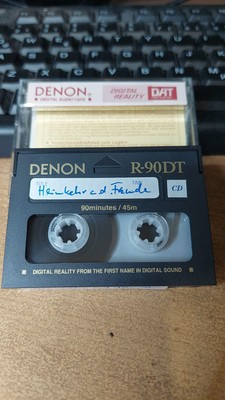 DENON®
DIGITAL AUDIO TAPE
DIGITAL
REALITY
DAT
DENON
R-90DT
Heimkehr a d Fremde
CD
90minutes / 45m
DIGITAL REALITY FROM THE FIRST NAME IN DIGITAL SOUND